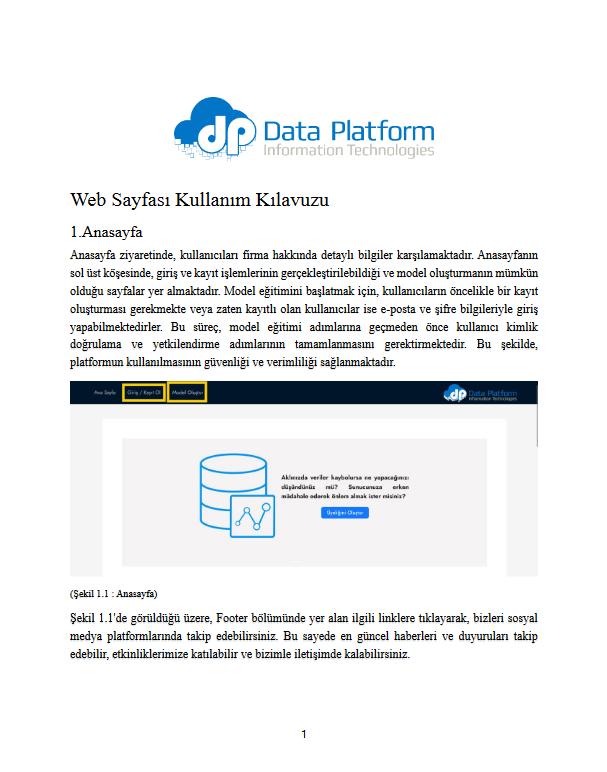 dp Data Platform
Information Technologies
Web Sayfası Kullanım Kılavuzu
1.Anasayfa
Anasayfa ziyaretinde, kullanıcıları firma hakkında detaylı bilgiler karşılamaktadır. Anasayfanın
sol üst köşesinde, giriş ve kayıt işlemlerinin gerçekleştirilebildiği ve model oluşturmanın mümkün
olduğu sayfalar yer almaktadır. Model eğitimini başlatmak için, kullanıcıların öncelikle bir kayıt
oluşturması gerekmekte veya zaten kayıtlı olan kullanıcılar ise e-posta ve şifre bilgileriyle giriş
yapabilmektedirler. Bu süreç, model eğitimi adımlarına geçmeden önce kullanıcı kimlik
doğrulama ve yetkilendirme adımlarının tamamlanmasını gerektirmektedir. Bu şekilde,
platformun kullanılmasının güvenliği ve verimliliği sağlanmaktadır.
Ana Sayfa Giriş / Kayıt Ol Model Oluştur dp Data Platform
Information Technologies
Aklınızda veriler kaybolursa ne yapacağınızı
düşündünüz mü? Sunucunuza erken
müdahale ederek önlem almak ister misiniz?
Üyeliğini Oluştur
(Şekil 1.1 : Anasayfa)
Şekil 1.1'de görüldüğü üzere, Footer bölümünde yer alan ilgili linklere tıklayarak, bizleri sosyal
medya platformlarında takip edebilirsiniz. Bu sayede en güncel haberleri ve duyuruları takip
edebilir, etkinliklerimize katılabilir ve bizimle iletişimde kalabilirsiniz.
1